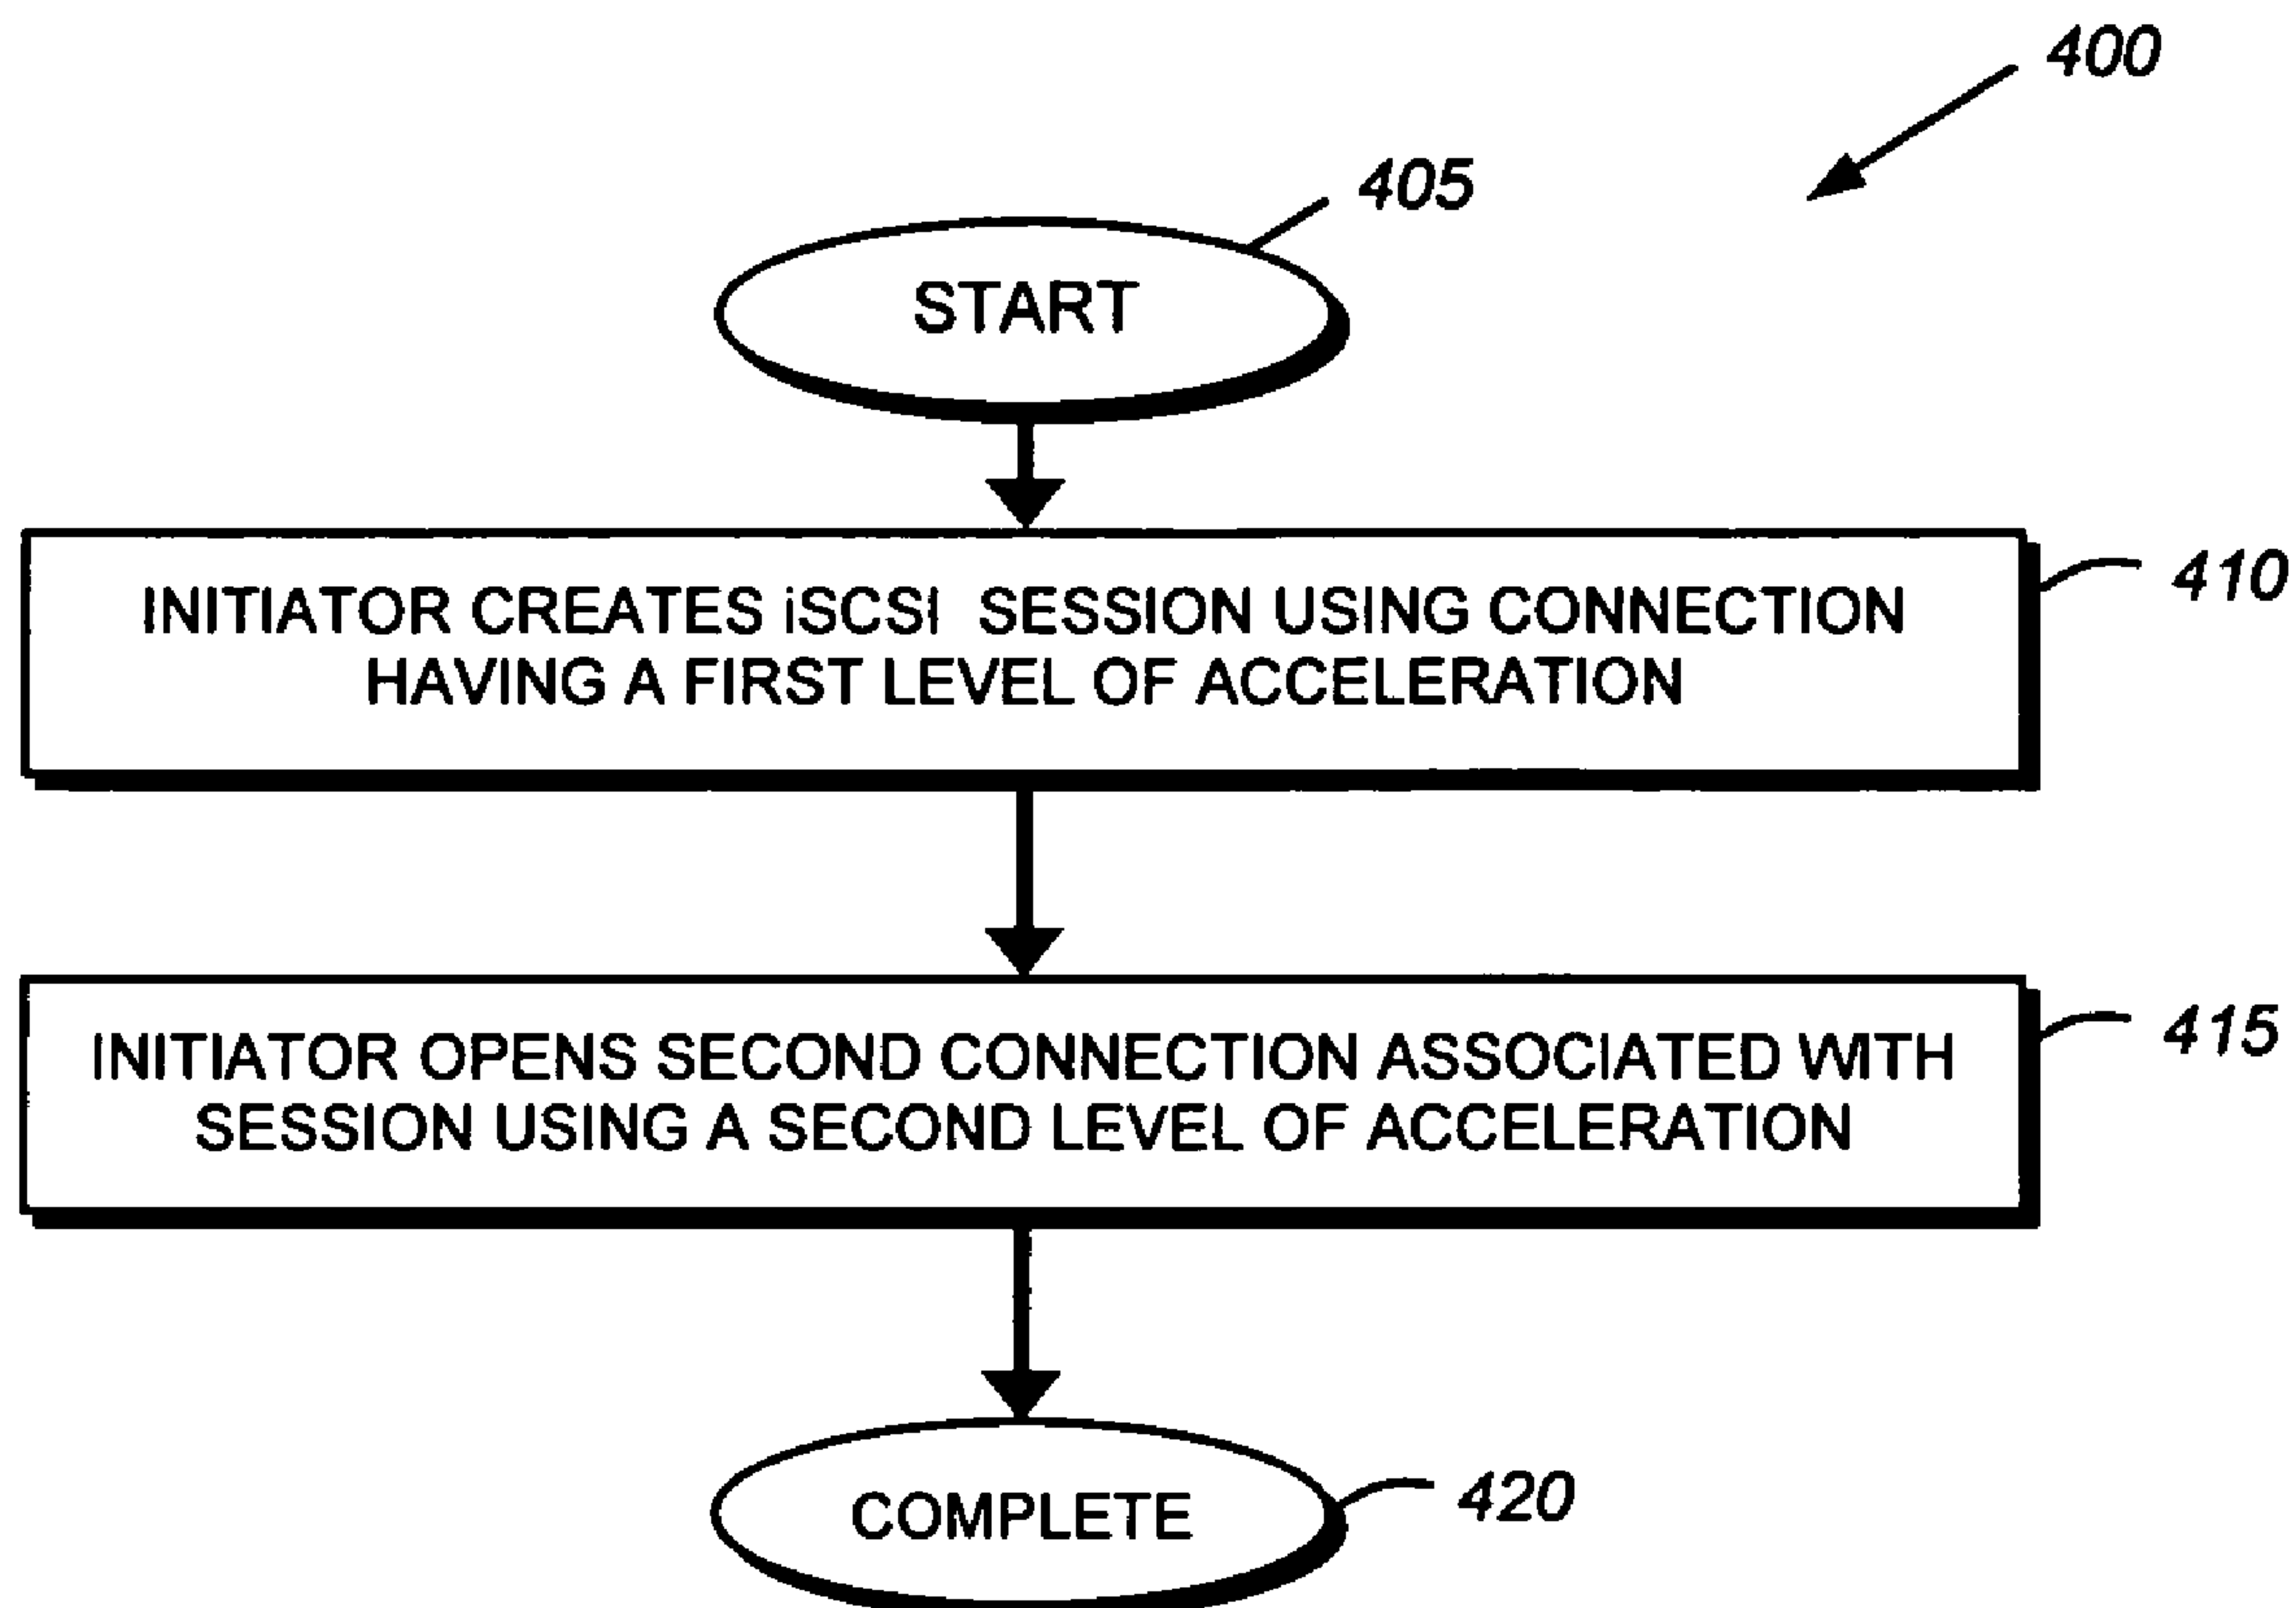 400
405
START
INITIATOR CREATES iSCSI SESSION USING CONNECTION
HAVING A FIRST LEVEL OF ACCELERATION
410
INITIATOR OPENS SECOND CONNECTION ASSOCIATED WITH
SESSION USING A SECOND LEVEL OF ACCELERATION
415
COMPLETE
420